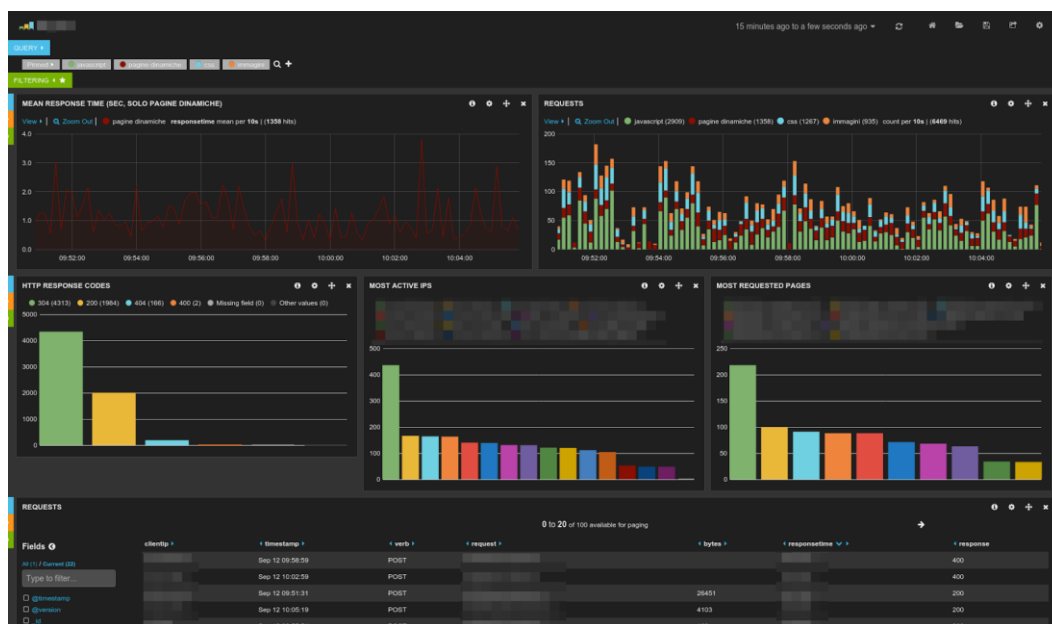 15 minutes ago to a few seconds ago
QUERY
Pinned javascript pagine dinamiche css immagini
FILTERING
MEAN RESPONSE TIME (SEC, SOLO PAGINE DINAMICHE)
View | Zoom Out | pagine dinamiche responsetime mean per 10s | (1358 hits)
4.0
3.0
2.0
1.0
0.0
09:52:00 09:54:00 09:56:00 09:58:00 10:00:00 10:02:00 10:04:00
REQUESTS
View | Zoom Out | javascript (2909) pagine dinamiche (1358) css (1267) immagini (935) count per 10s | (6469 hits)
200
150
100
50
0
09:52:00 09:54:00 09:56:00 09:58:00 10:00:00 10:02:00 10:04:00
HTTP RESPONSE CODES
304 (4313) 200 (1984) 404 (166) 400 (2) Missing field (0) Other values (0)
5000
4000
3000
2000
1000
0
MOST ACTIVE IPS
500
400
300
200
100
0
MOST REQUESTED PAGES
250
200
150
100
50
0
REQUESTS
0 to 20 of 100 available for paging
Fields
All (1) / Current (22)
Type to filter...
@timestamp
@version
_id
clientip timestamp verb request bytes responsetime response
Sep 12 09:58:59 POST 400
Sep 12 10:02:59 POST 400
Sep 12 09:51:31 POST 26451 200
Sep 12 10:05:19 POST 4103 200